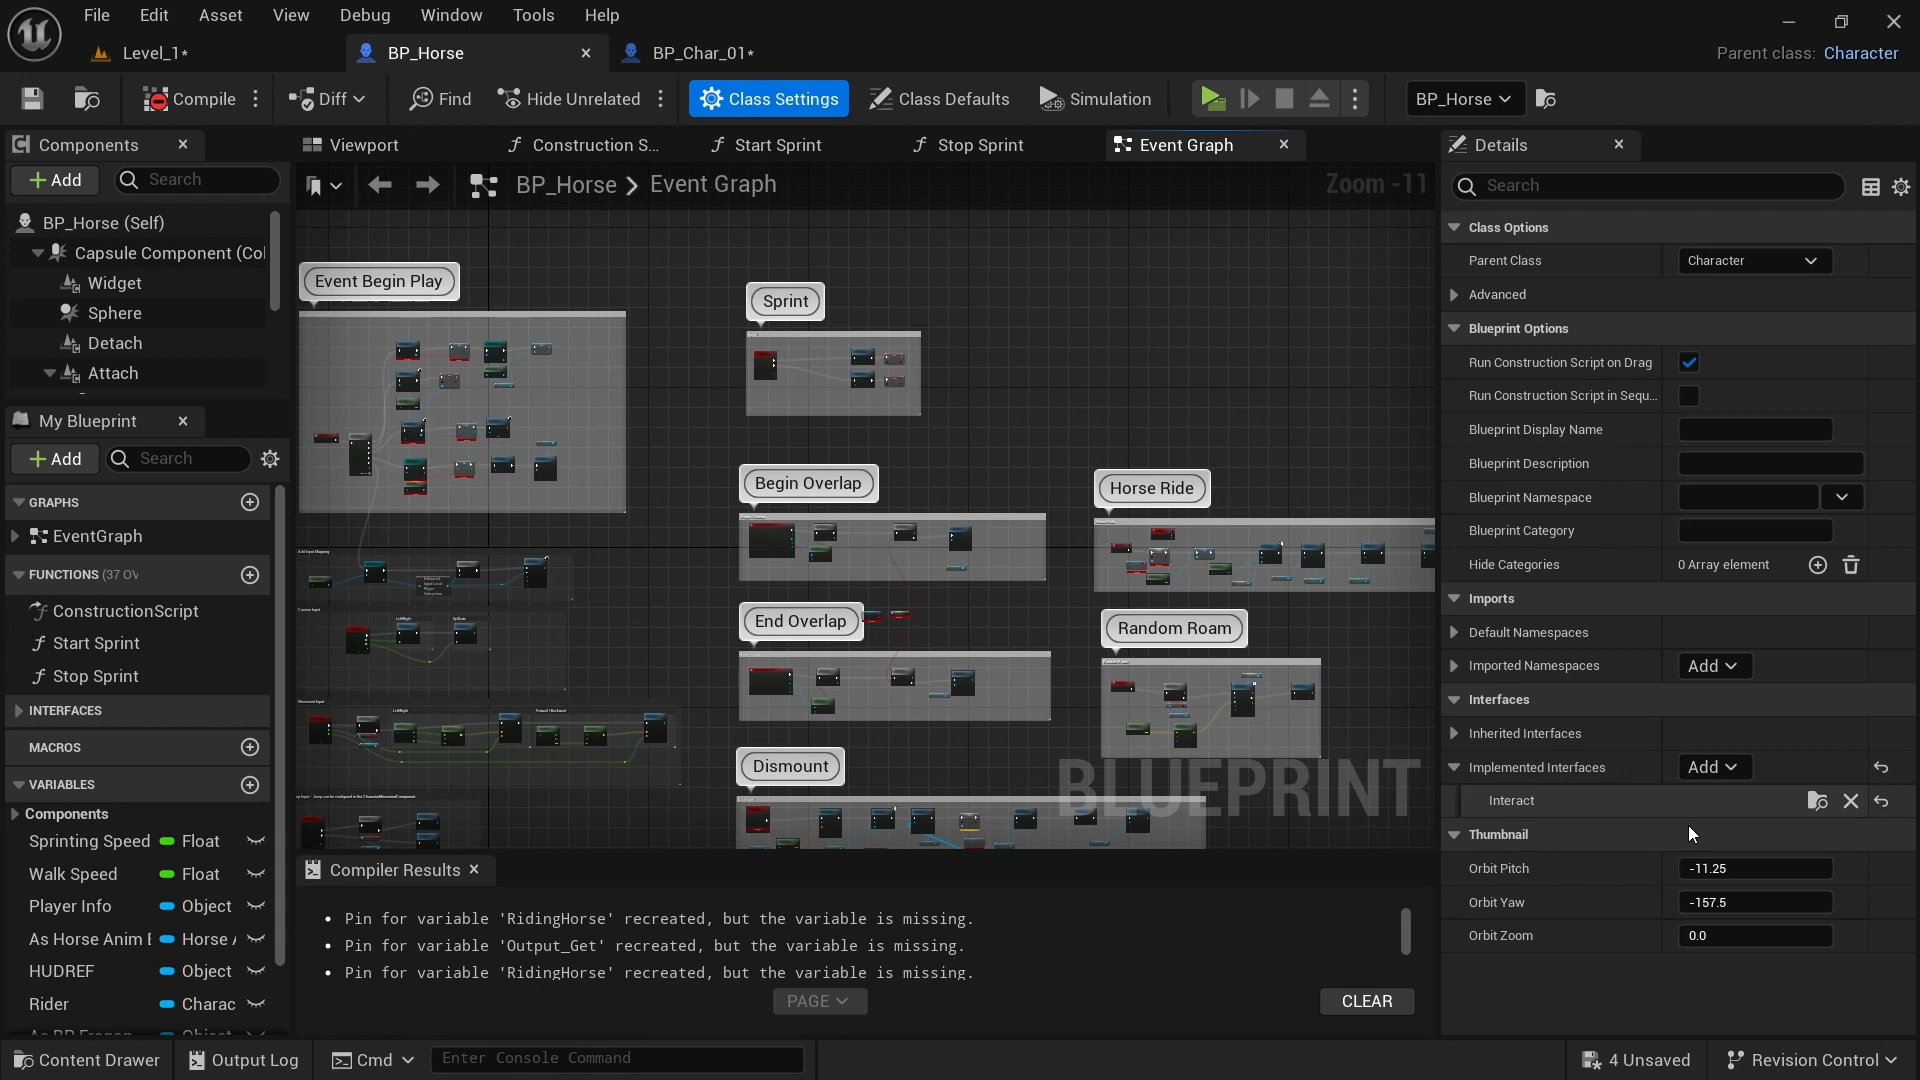 File Edit Asset View Debug Window Tools Help
Level_1* BP_Horse BP_Char_01* Parent class: Character
Compile Diff Find Hide Unrelated Class Settings Class Defaults Simulation BP_Horse
Components Viewport Construction S... Start Sprint Stop Sprint Event Graph Details
Add Search BP_Horse > Event Graph Zoom -11 Search
BP_Horse (Self)
Capsule Component (Col
Widget
Sphere
Detach
Attach
My Blueprint
Add Search
GRAPHS
EventGraph
FUNCTIONS (37 OV
ConstructionScript
Start Sprint
Stop Sprint
INTERFACES
MACROS
VARIABLES
Components
Sprinting Speed Float
Walk Speed Float
Player Info Object
As Horse Anim Horse
HUDREF Object
Rider Charac
Event Begin Play
Sprint
Begin Overlap
Horse Ride
End Overlap
Random Roam
Dismount
BLUEPRINT
Compiler Results
• Pin for variable 'RidingHorse' recreated, but the variable is missing.
• Pin for variable 'Output_Get' recreated, but the variable is missing.
• Pin for variable 'RidingHorse' recreated, but the variable is missing.
PAGE CLEAR
Class Options
Parent Class Character
Advanced
Blueprint Options
Run Construction Script on Drag
Run Construction Script in Sequ...
Blueprint Display Name
Blueprint Description
Blueprint Namespace
Blueprint Category
Hide Categories 0 Array element
Imports
Default Namespaces
Imported Namespaces Add
Interfaces
Inherited Interfaces
Implemented Interfaces Add
Interact
Thumbnail
Orbit Pitch -11.25
Orbit Yaw -157.5
Orbit Zoom 0.0
Content Drawer Output Log Cmd Enter Console Command 4 Unsaved Revision Control